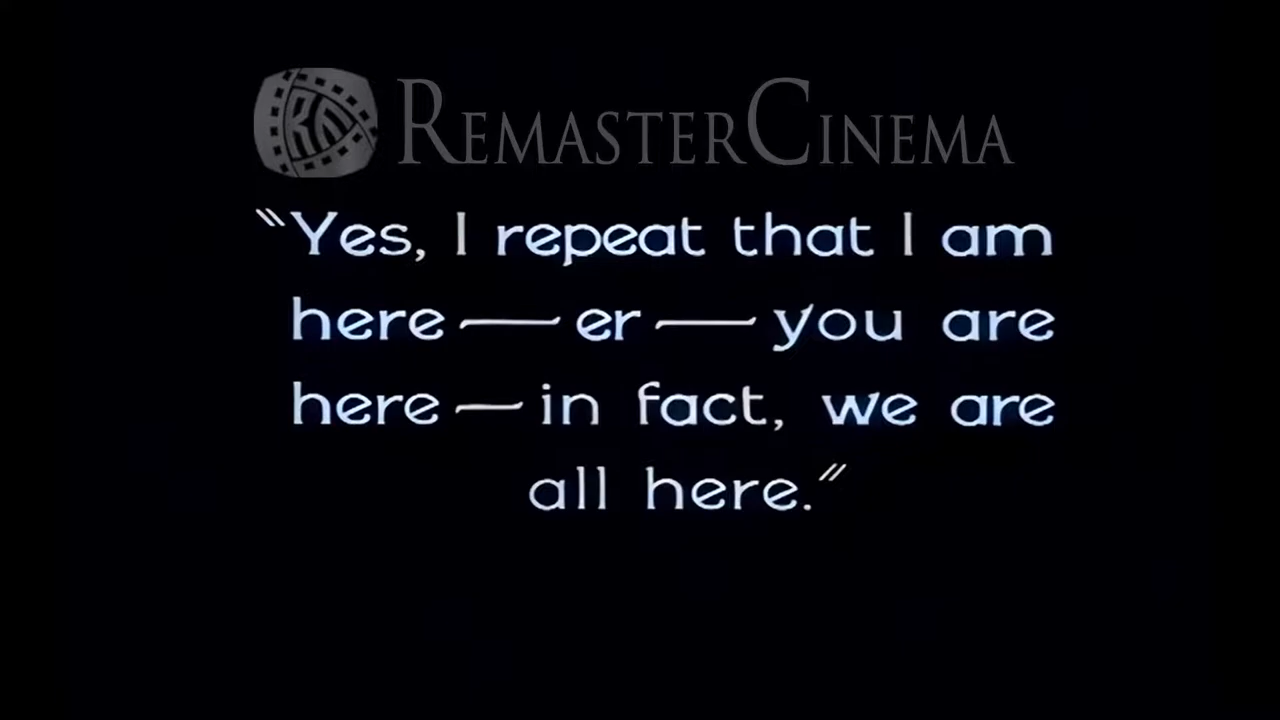 RemasterCinema
"Yes, I repeat that I am
here — er — you are
here — in fact, we are
all here."